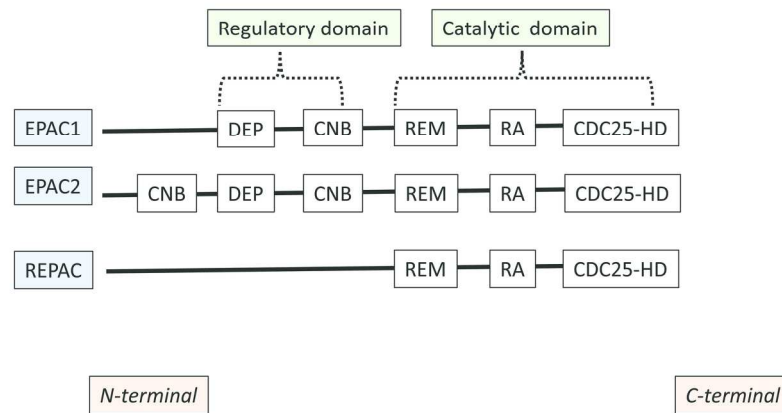 Regulatory domain
Catalytic domain
EPAC1
DEP
CNB
REM
RA
CDC25-HD
EPAC2
CNB
DEP
CNB
REM
RA
CDC25-HD
REPAC
REM
RA
CDC25-HD
N-terminal
C-terminal